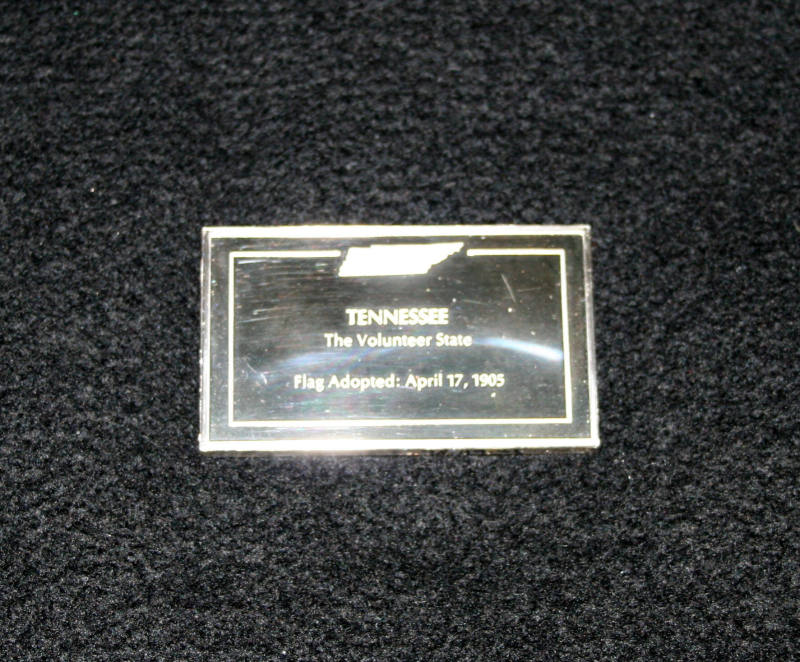 TENNESSEE
The Volunteer State
Flag Adopted: April 17, 1905